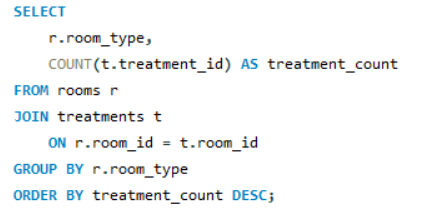 SELECT
    r.room_type,
    COUNT(t.treatment_id) AS treatment_count
FROM rooms r
JOIN treatments t
    ON r.room_id = t.room_id
GROUP BY r.room_type
ORDER BY treatment_count DESC;